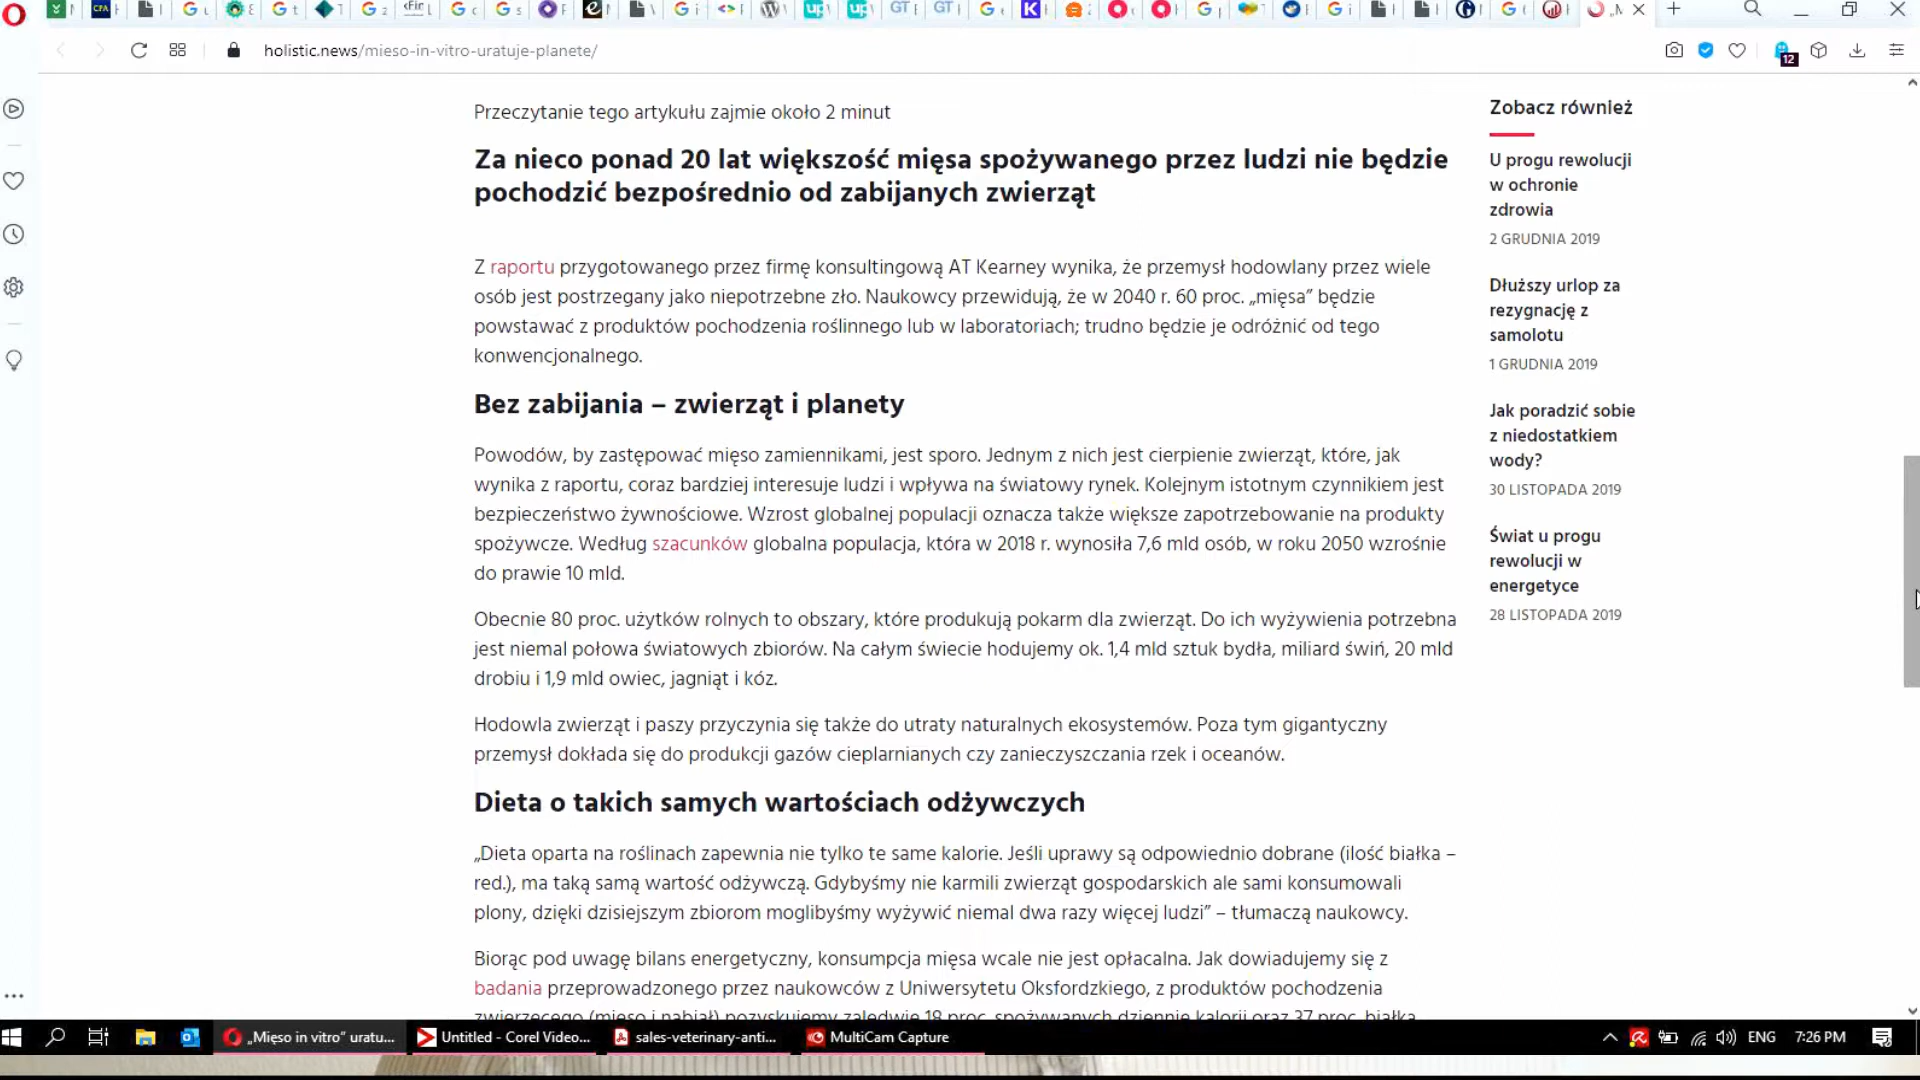 holistic.news/mieso-in-vitro-uratuje-planete/
12
Przeczytanie tego artykułu zajmie około 2 minut
Za nieco ponad 20 lat większość mięsa spożywanego przez ludzi nie będzie
pochodzić bezpośrednio od zabijanych zwierząt
Z raportu przygotowanego przez firmę konsultingową AT Kearney wynika, że przemysł hodowlany przez wiele
osób jest postrzegany jako niepotrzebne zło. Naukowcy przewidują, że w 2040 r. 60 proc. „mięsa” będzie
powstawać z produktów pochodzenia roślinnego lub w laboratoriach; trudno będzie je odróżnić od tego
konwencjonalnego.
Bez zabijania – zwierząt i planety
Powodów, by zastępować mięso zamiennikami, jest sporo. Jednym z nich jest cierpienie zwierząt, które, jak
wynika z raportu, coraz bardziej interesuje ludzi i wpływa na światowy rynek. Kolejnym istotnym czynnikiem jest
bezpieczeństwo żywnościowe. Wzrost globalnej populacji oznacza także większe zapotrzebowanie na produkty
spożywcze. Według szacunków globalna populacja, która w 2018 r. wynosiła 7,6 mld osób, w roku 2050 wzrośnie
do prawie 10 mld.
Obecnie 80 proc. użytków rolnych to obszary, które produkują pokarm dla zwierząt. Do ich wyżywienia potrzebna
jest niemal połowa światowych zbiorów. Na całym świecie hodujemy ok. 1,4 mld sztuk bydła, miliard świń, 20 mld
drobiu i 1,9 mld owiec, jagniąt i kóz.
Hodowla zwierząt i paszy przyczynia się także do utraty naturalnych ekosystemów. Poza tym gigantyczny
przemysł dokłada się do produkcji gazów cieplarnianych czy zanieczyszczania rzek i oceanów.
Dieta o takich samych wartościach odżywczych
„Dieta oparta na roślinach zapewnia nie tylko te same kalorie. Jeśli uprawy są odpowiednio dobrane (ilość białka –
red.), ma taką samą wartość odżywczą. Gdybyśmy nie karmili zwierząt gospodarskich ale sami konsumowali
plony, dzięki dzisiejszym zbiorom moglibyśmy wyżywić niemal dwa razy więcej ludzi” – tłumaczą naukowcy.
Biorąc pod uwagę bilans energetyczny, konsumpcja mięsa wcale nie jest opłacalna. Jak dowiadujemy się z
badania przeprowadzonego przez naukowców z Uniwersytetu Oksfordzkiego, z produktów pochodzenia
zwierzęcego (mięso i nabiał) pozyskujemy zaledwie 18 proc. spożywanych dziennie kalorii oraz 37 proc. białka
Zobacz również
U progu rewolucji
w ochronie
zdrowia
2 GRUDNIA 2019
Dłuższy urlop za
rezygnację z
samolotu
1 GRUDNIA 2019
Jak poradzić sobie
z niedostatkiem
wody?
30 LISTOPADA 2019
Świat u progu
rewolucji w
energetyce
28 LISTOPADA 2019
„Mięso in vitro” uratu...
Untitled - Corel Video...
sales-veterinary-anti...
MultiCam Capture
ENG
7:26 PM